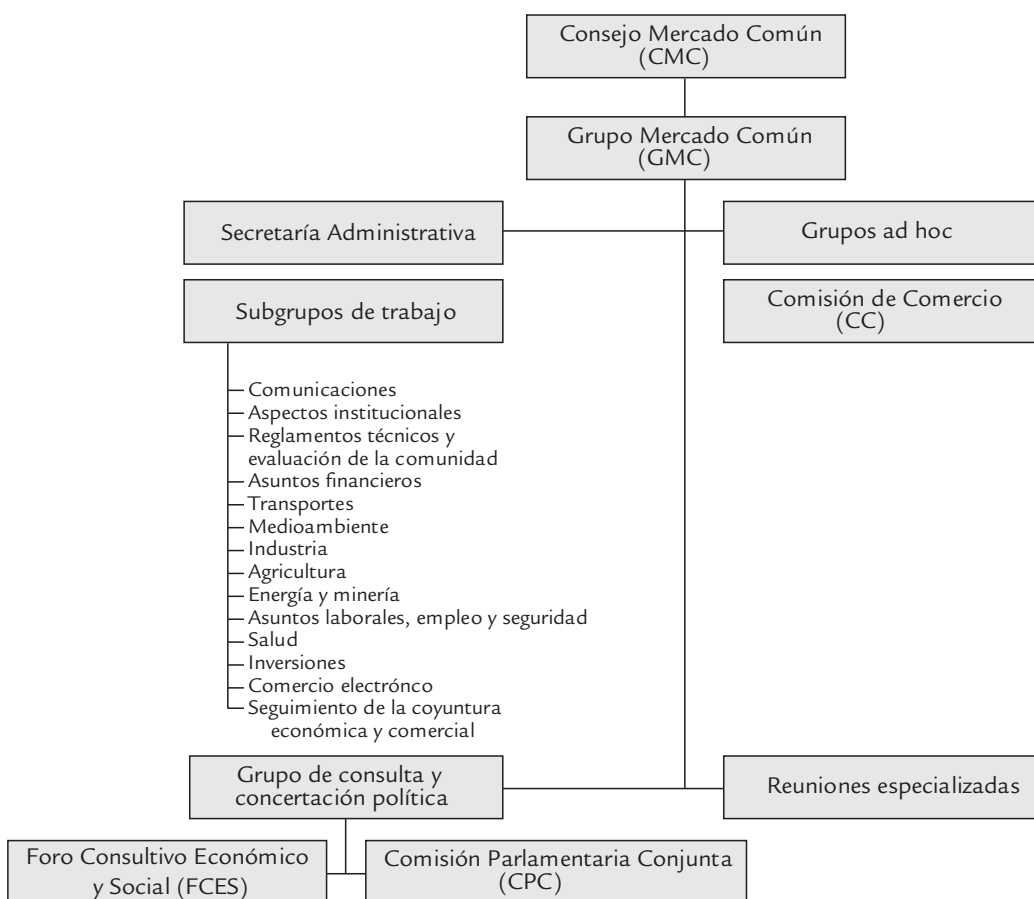 Consejo Mercado Común
(CMC)
Grupo Mercado Común
(GMC)
Secretaría Administrativa
Grupos ad hoc
Subgrupos de trabajo
Comisión de Comercio
(CC)
Comunicaciones
Aspectos institucionales
Reglamentos técnicos y
evaluación de la comunidad
Asuntos financieros
Transportes
Medioambiente
Industria
Agricultura
Energía y minería
Asuntos laborales, empleo y seguridad
Salud
Inversiones
Comercio electrónco
Seguimiento de la coyuntura
económica y comercial
Grupo de consulta y
concertación política
Reuniones especializadas
Foro Consultivo Económico
y Social (FCES)
Comisión Parlamentaria Conjunta
(CPC)